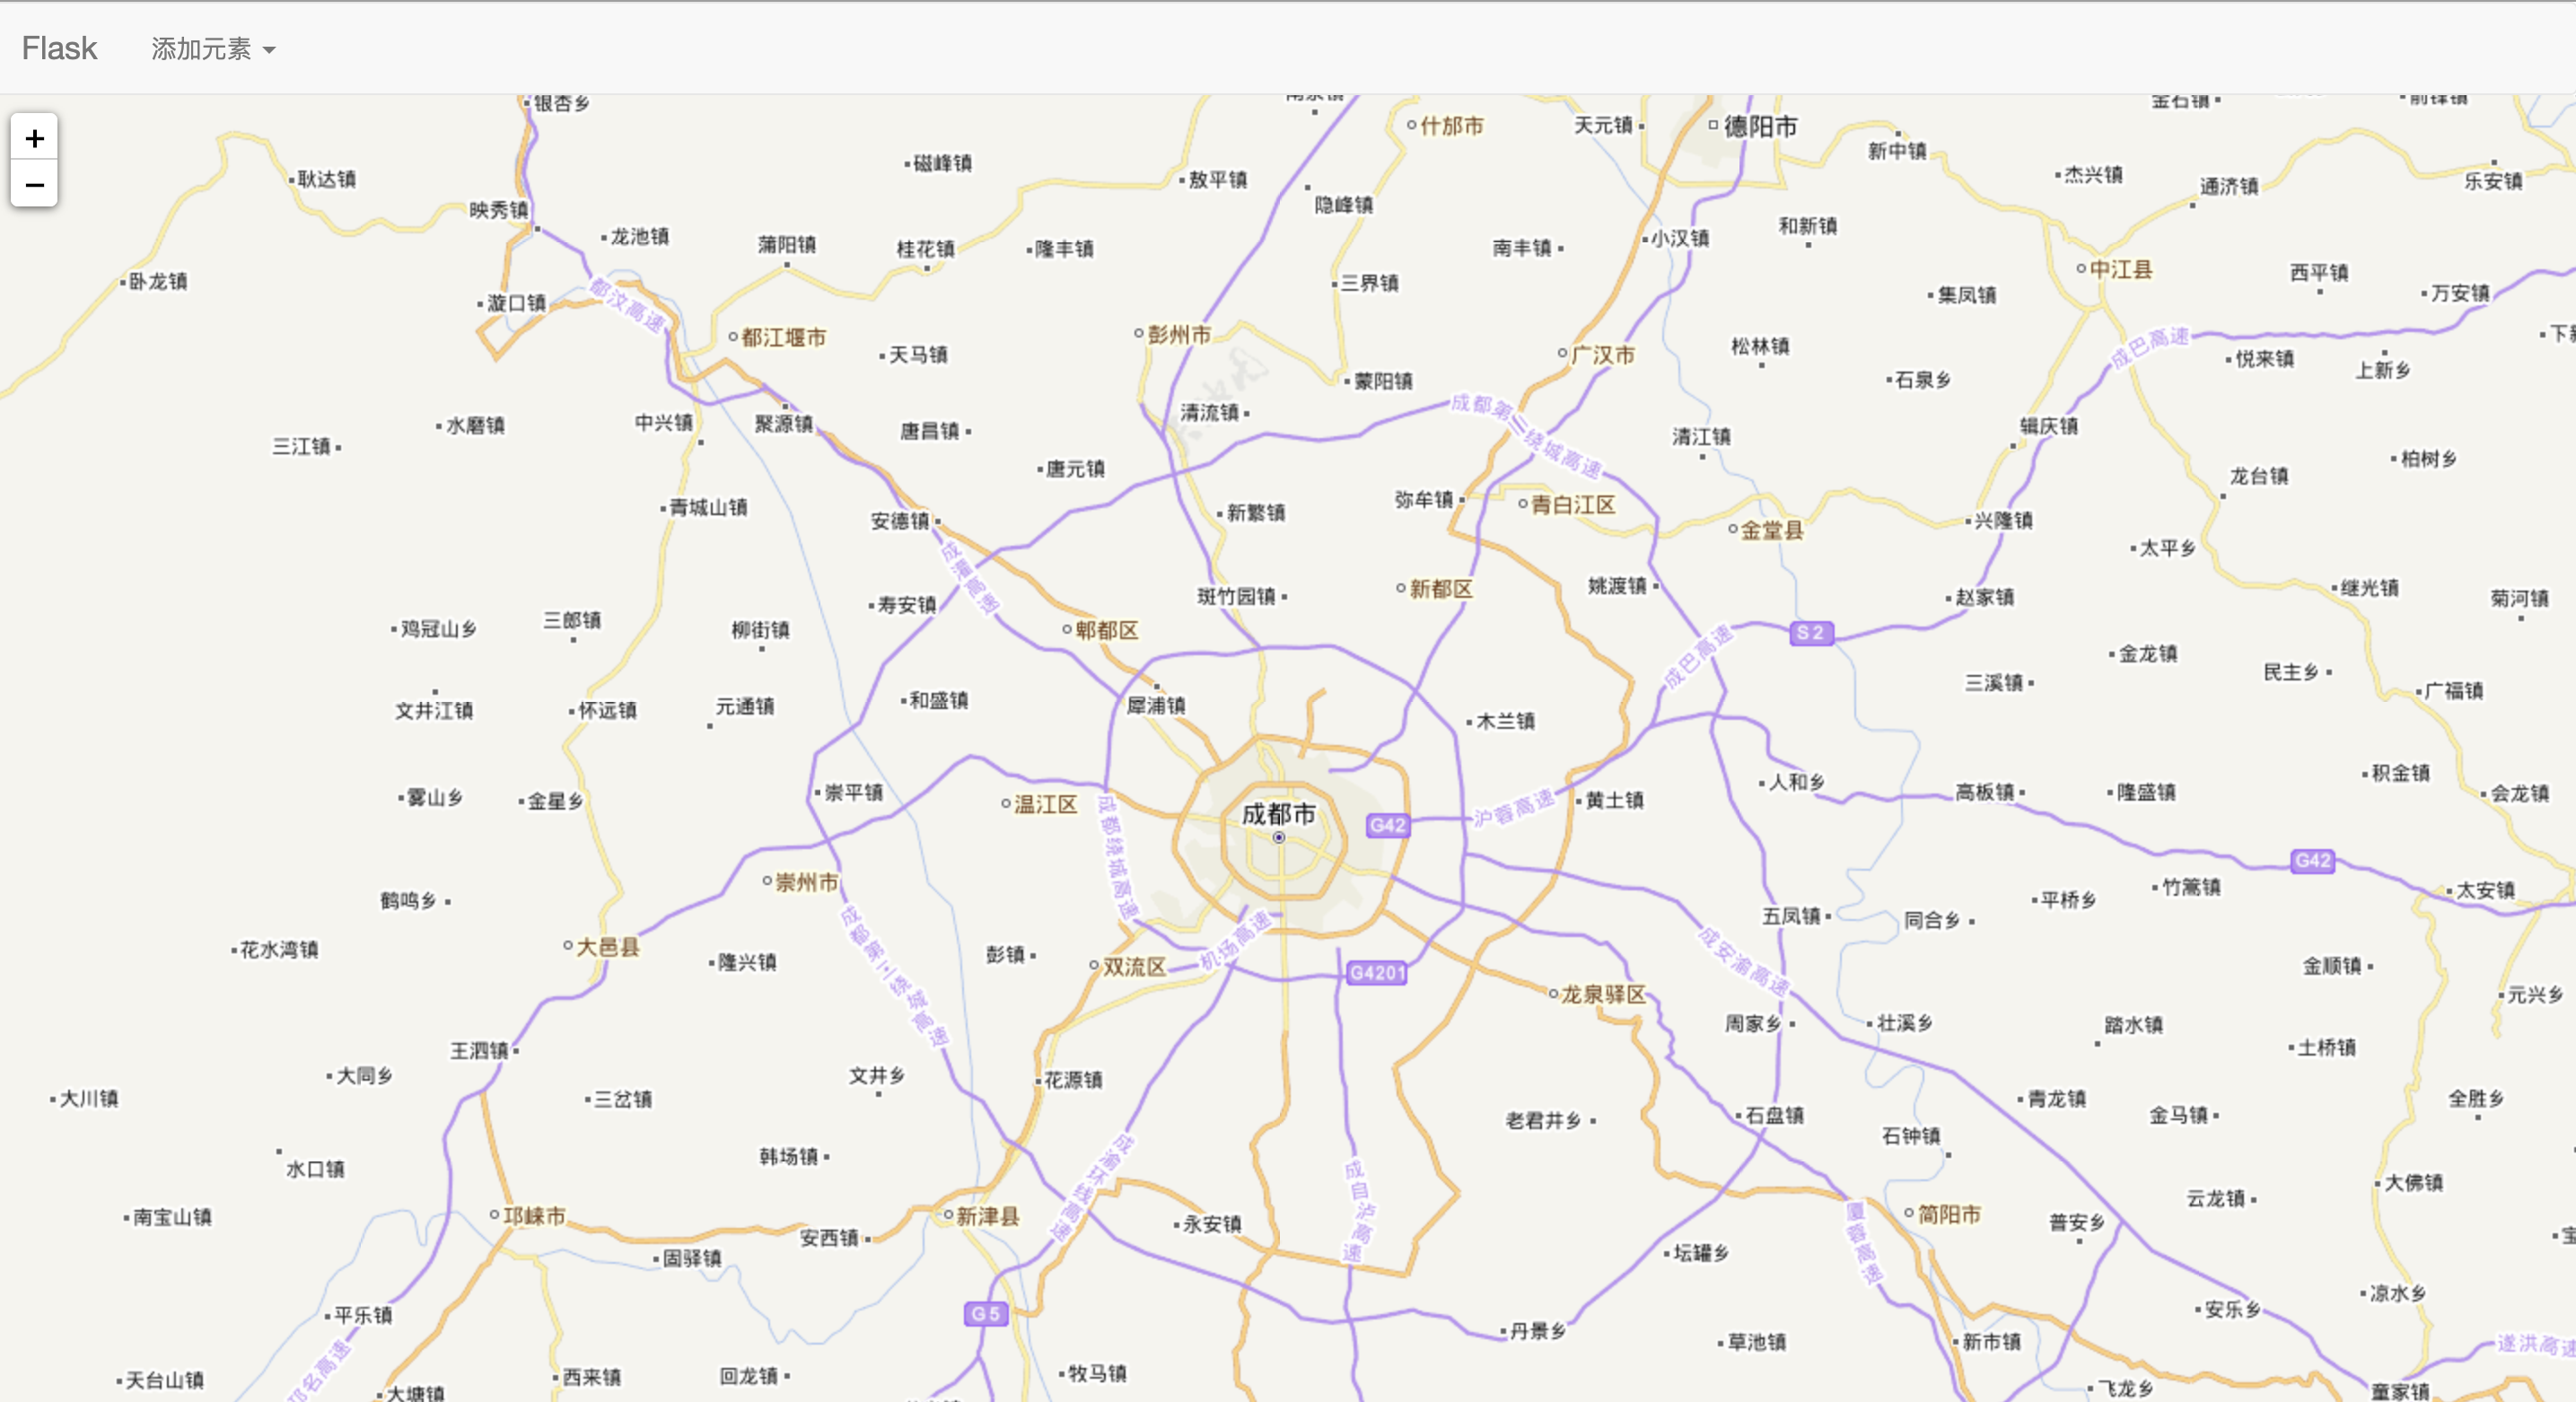 Flask 添加元素
+
−
银杏乡
什邡市
天元镇
德阳市
新中镇
磁峰镇
耿达镇
敖平镇
杰兴镇
通济镇
乐安镇
映秀镇
隐峰镇
龙池镇
蒲阳镇
桂花镇
隆丰镇
南丰镇
小汉镇
和新镇
卧龙镇
漩口镇
都汶高速
三界镇
集凤镇
中江县
西平镇
万安镇
都江堰市
天马镇
彭州市
广汉市
松林镇
成巴高速
悦来镇
上新乡
蒙阳镇
石泉乡
三江镇
水磨镇
中兴镇
聚源镇
唐昌镇
清流镇
成都第二绕城高速
清江镇
辑庆镇
柏树乡
唐元镇
龙台镇
青城山镇
安德镇
新繁镇
弥牟镇
青白江区
金堂县
兴隆镇
太平乡
成灌高速
寿安镇
斑竹园镇
新都区
姚渡镇
赵家镇
继光镇
菊河镇
鸡冠山乡
三郎镇
柳街镇
郫都区
成巴高速
S 2
金龙镇
民主乡
文井江镇
怀远镇
元通镇
和盛镇
犀浦镇
木兰镇
三溪镇
广福镇
雾山乡
金星乡
崇平镇
温江区
成都市
G42
沪蓉高速
黄土镇
人和乡
高板镇
隆盛镇
积金镇
会龙镇
成都绕城高速
鹤鸣乡
崇州市
G42
平桥乡
竹篙镇
太安镇
花水湾镇
大邑县
隆兴镇
成都第二绕城高速
彭镇
双流区
机场高速
G4201
龙泉驿区
成安渝高速
五凤镇
同合乡
金顺镇
元兴乡
王泗镇
周家乡
壮溪乡
踏水镇
土桥镇
大川镇
大同乡
三岔镇
文井乡
花源镇
老君井乡
石盘镇
青龙镇
金马镇
全胜乡
水口镇
韩场镇
成渝环线高速
成自泸高速
石钟镇
大佛镇
南宝山镇
邛崃市
固驿镇
安西镇
新津县
永安镇
坛罐乡
厦蓉高速
简阳市
普安乡
云龙镇
平乐镇
G 5
丹景乡
草池镇
新市镇
安乐乡
凉水乡
遂洪高速
邛名高速
天台山镇
大塘镇
西来镇
回龙镇
牧马镇
飞龙乡
童家镇